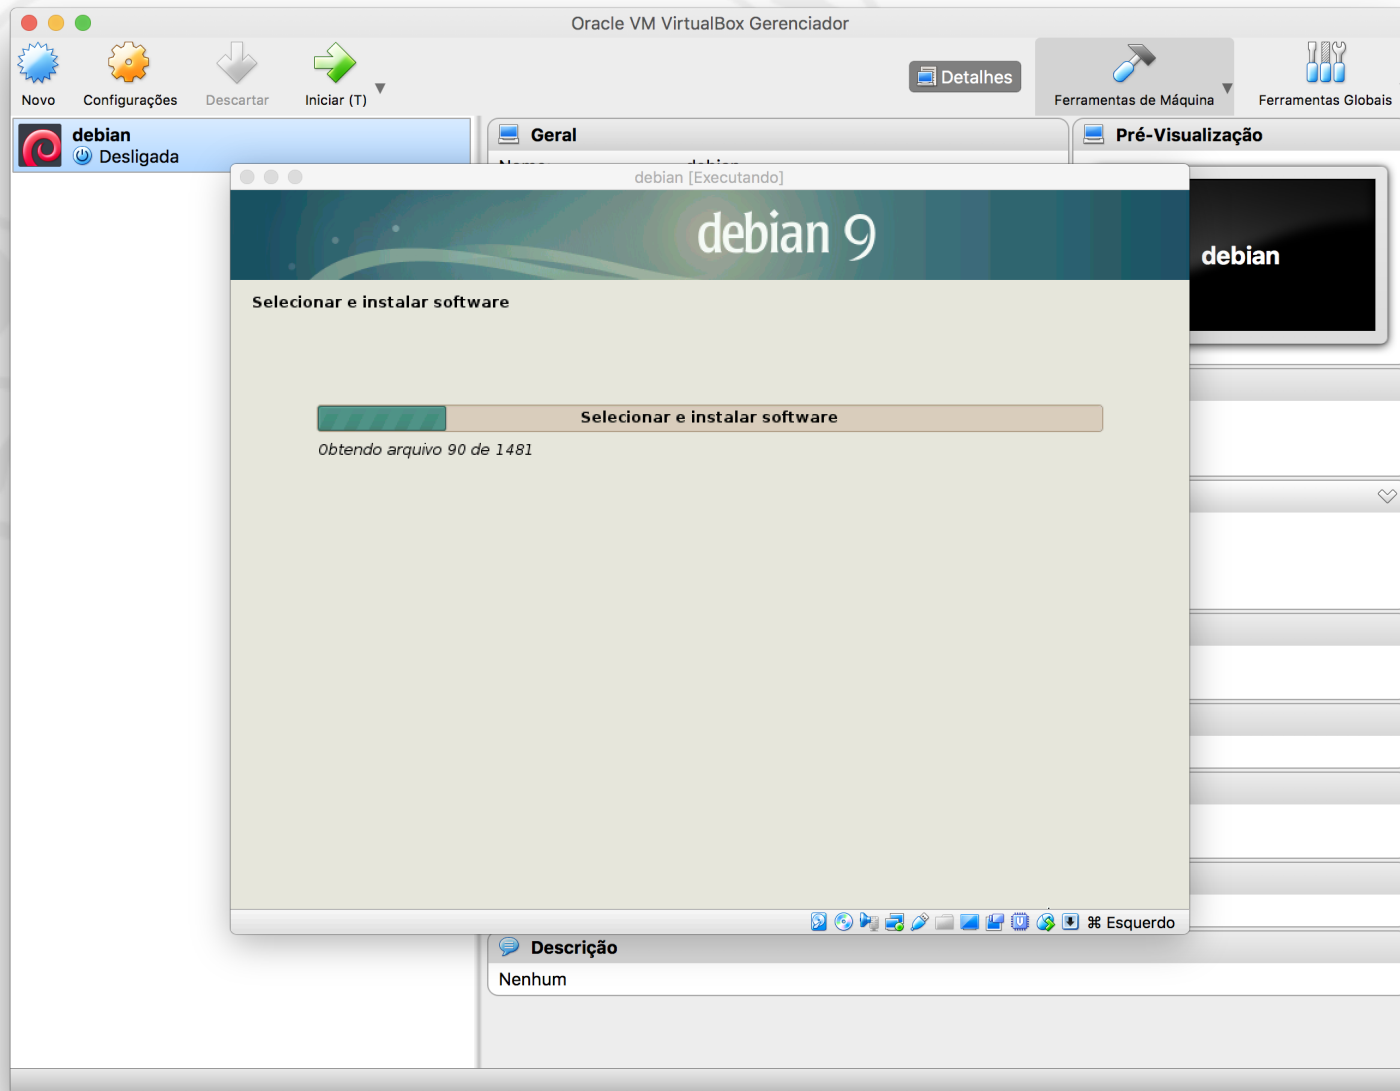 Oracle VM VirtualBox Gerenciador
Novo
Configurações
Descartar
Iniciar (T)
Detalhes
Ferramentas de Máquina
Ferramentas Globais
debian
Desligada
Geral
Pré-Visualização
debian
debian [Executando]
debian 9
Selecionar e instalar software
Selecionar e instalar software
Obtendo arquivo 90 de 1481
debian
⌘ Esquerdo
Descrição
Nenhum